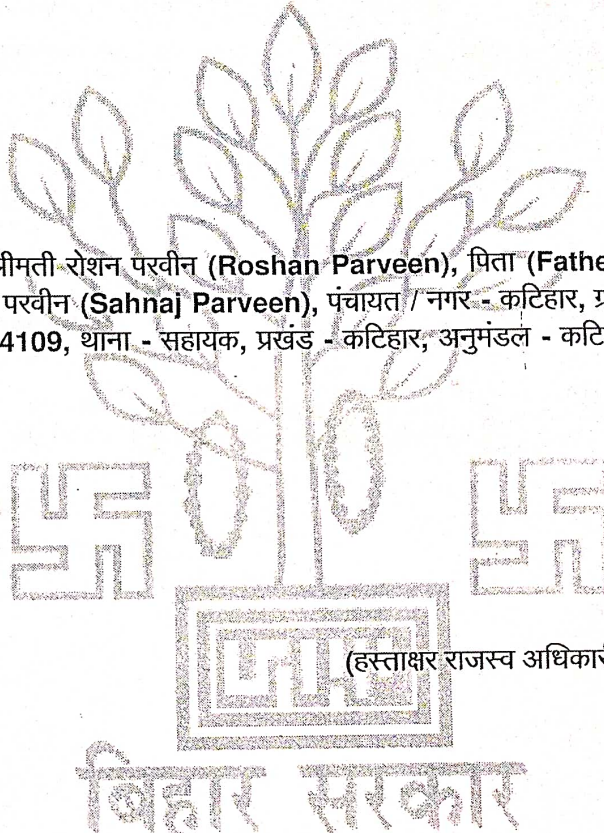 श्रीमती रोशन परवीन (Roshan Parveen), पिता (Fathe
परवीन (Sahnaj Parveen), पंचायत / नगर - कटिहार, ग्र
4109, थाना - सहायक, प्रखंड - कटिहार, अनुमंडल - कटि
(हस्ताक्षर राजस्व अधिकारी
बिहार सरकार